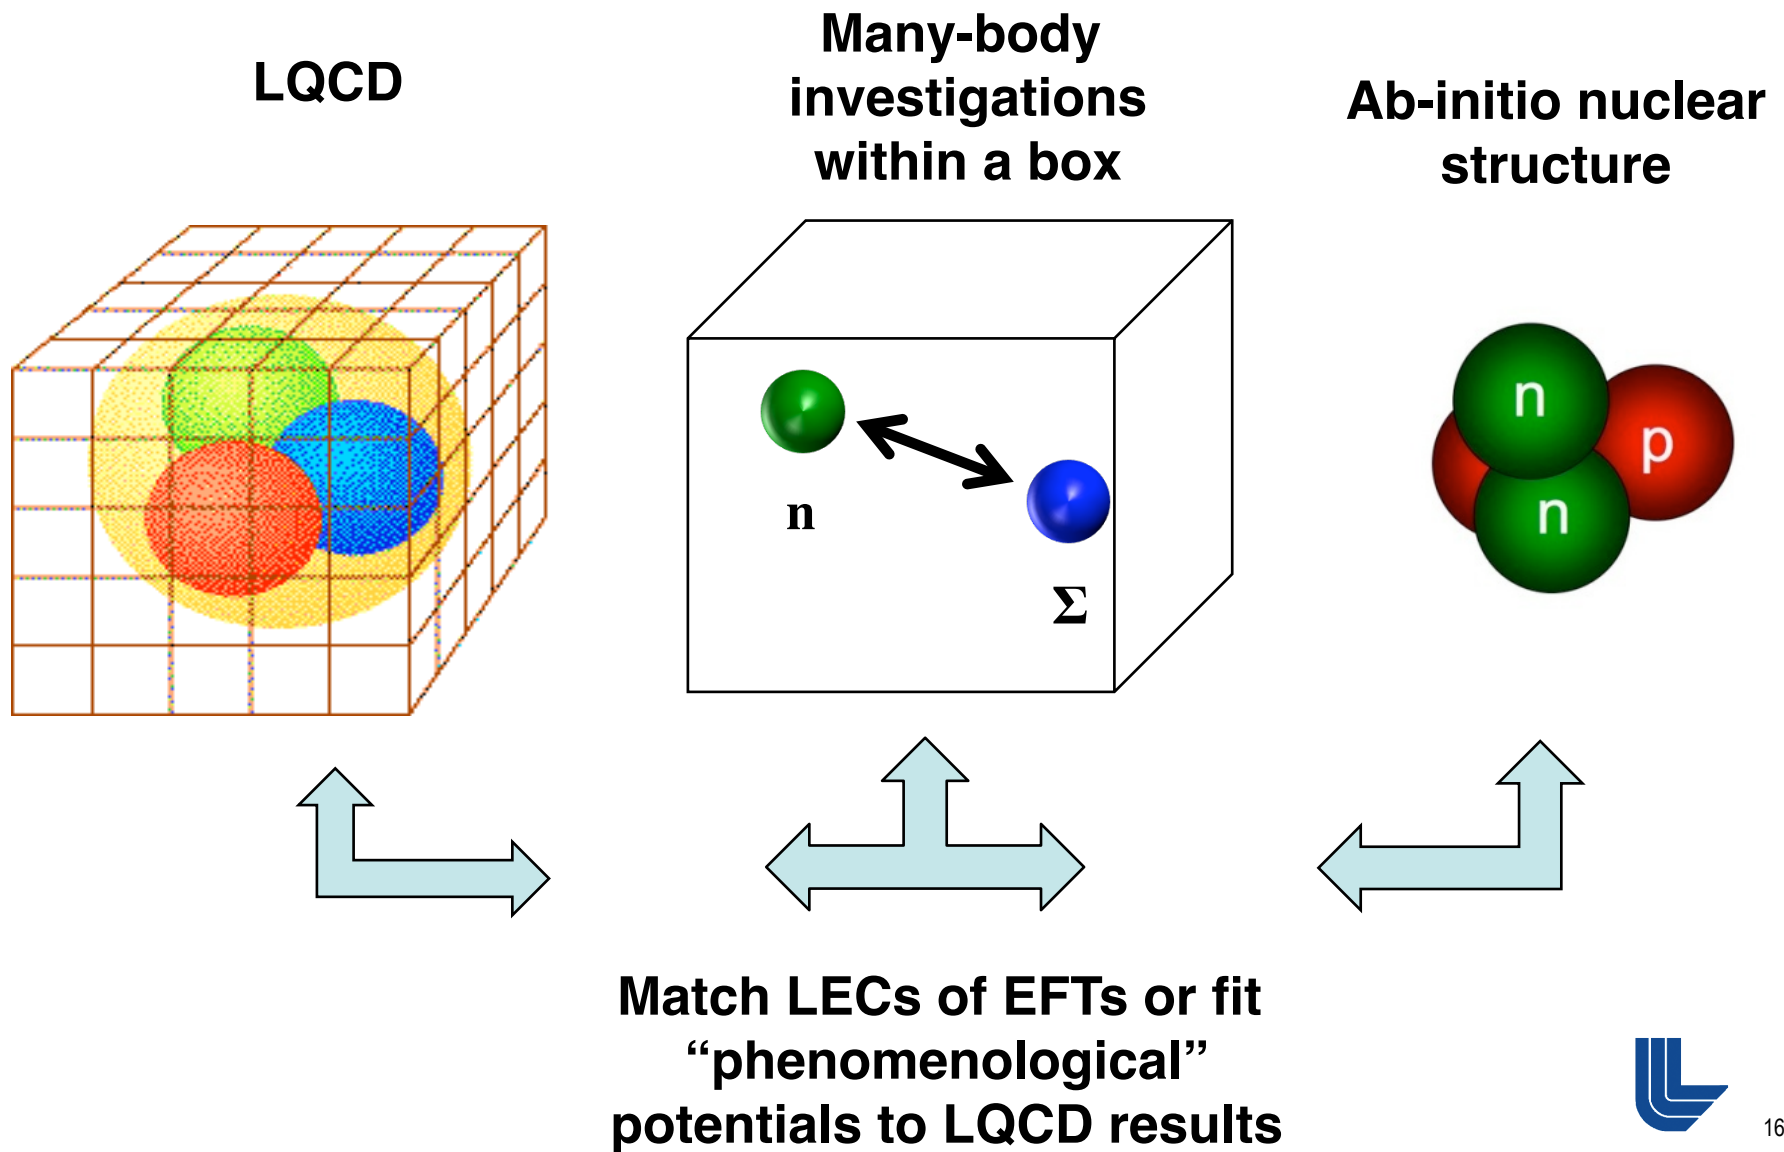 LQCD
Many-body
investigations
within a box
Ab-initio nuclear
structure
n
Σ
n
p
n
Match LECs of EFTs or fit
“phenomenological”
potentials to LQCD results
16